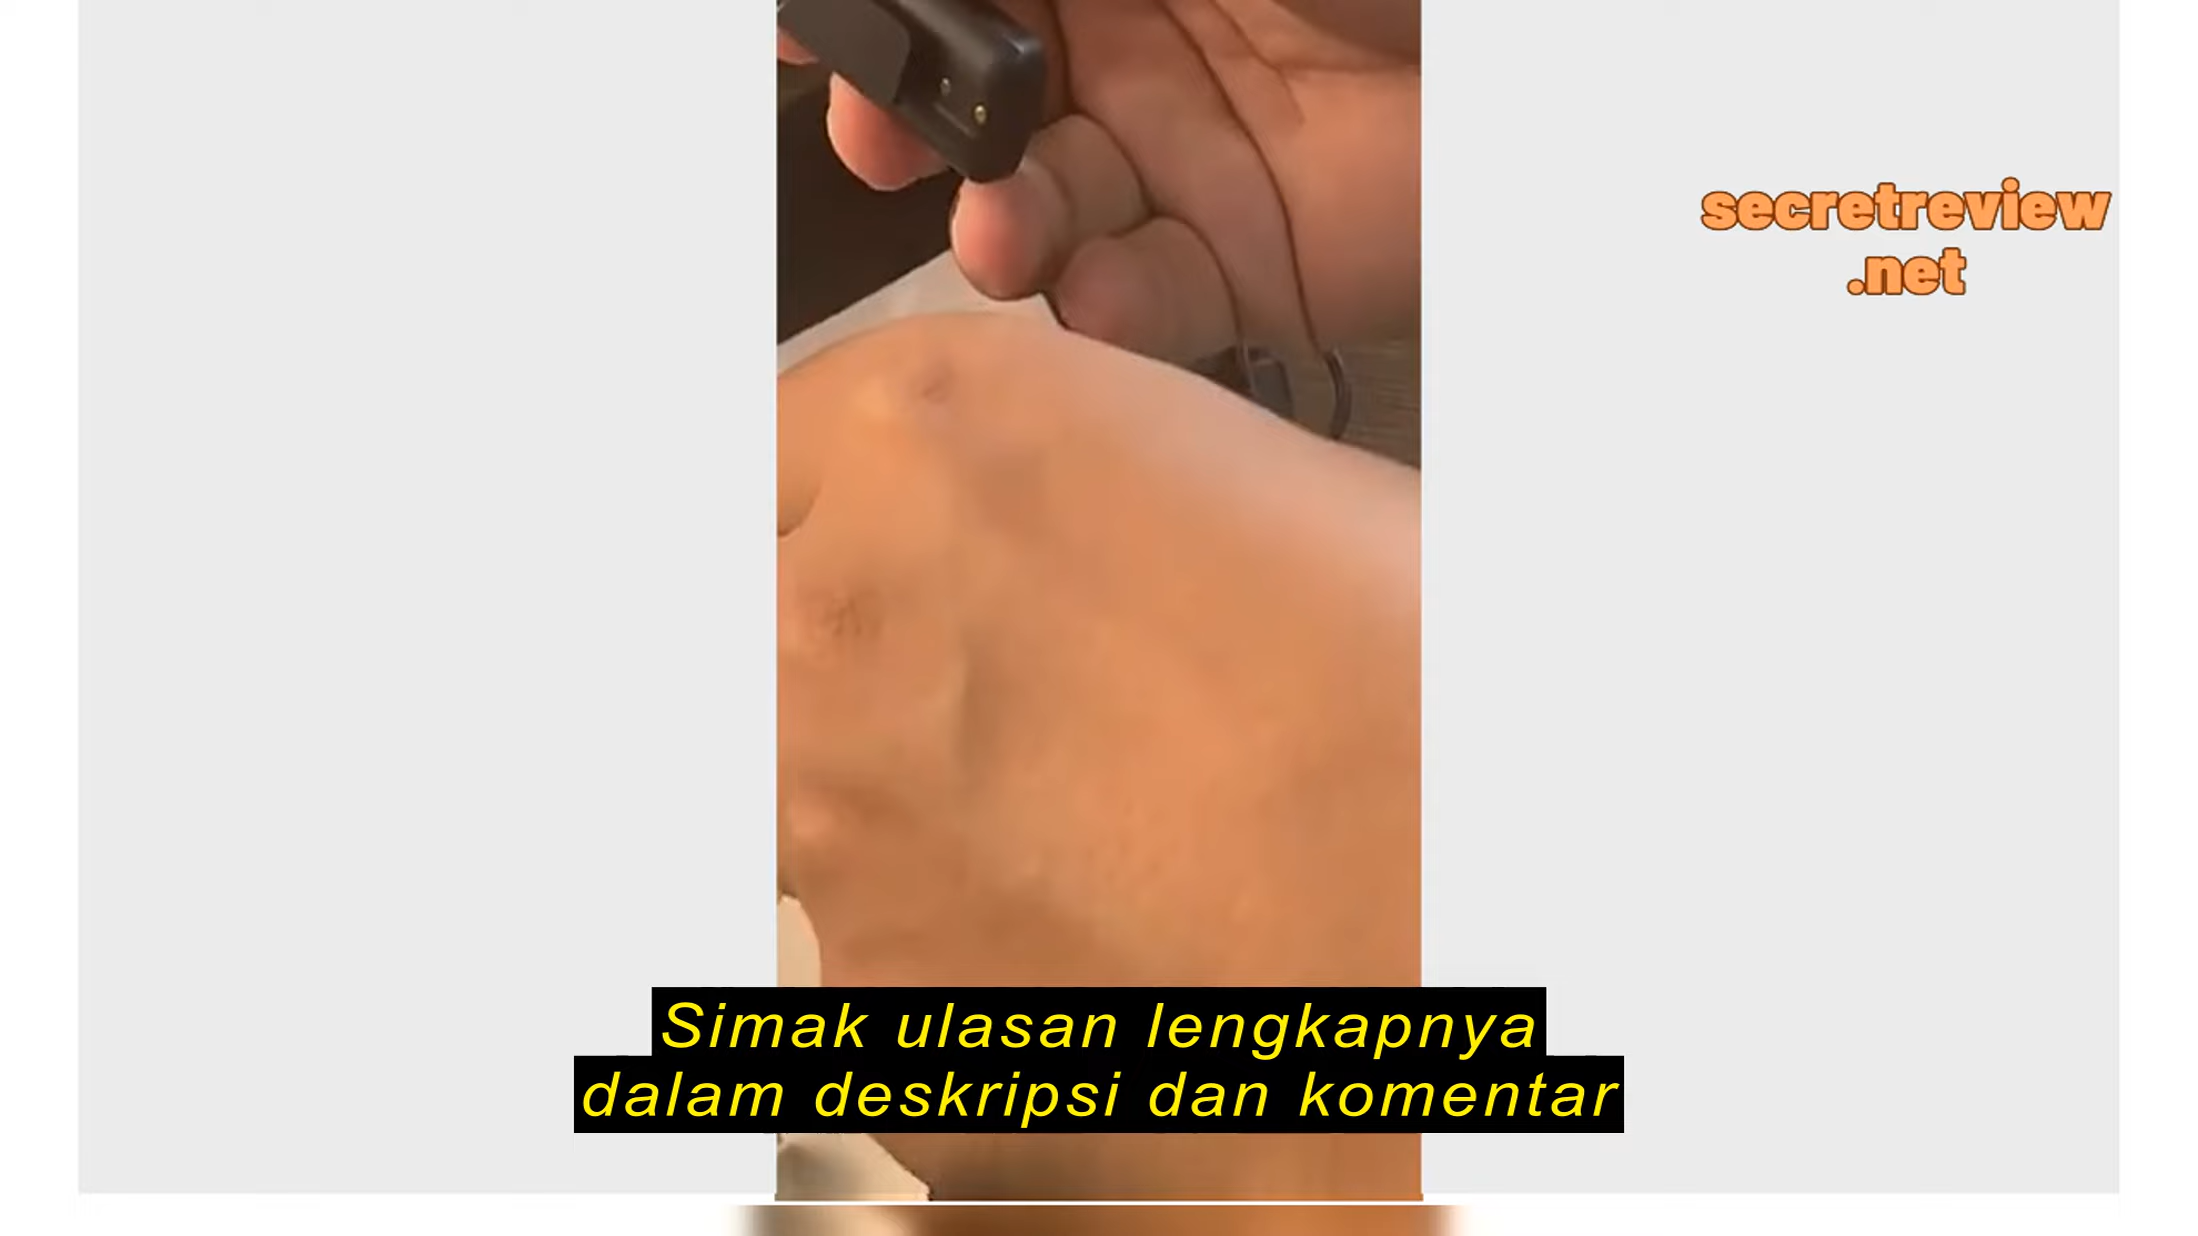 secretreview
.net
Simak ulasan lengkapnya
dalam deskripsi dan komentar